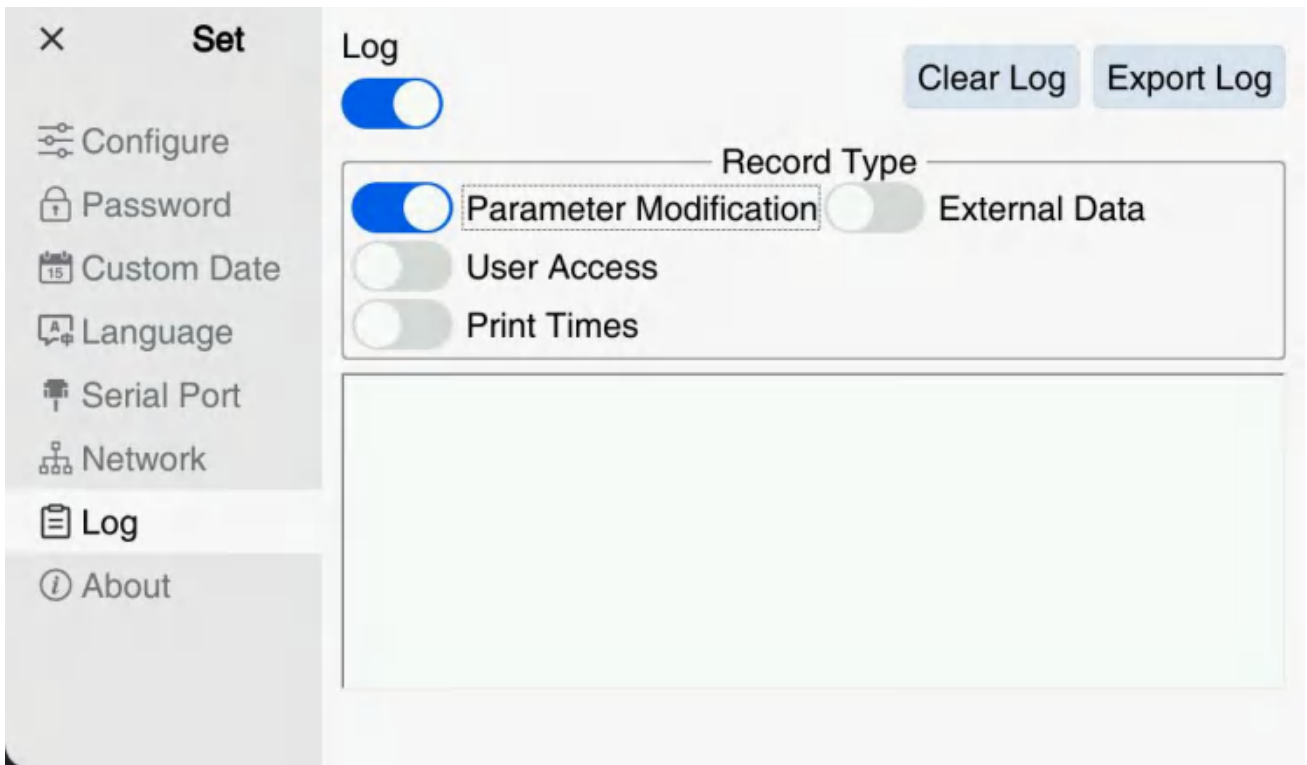 Set
Configure
Password
15
Custom Date
Language
Serial Port
Network
Log
About
Log
Clear Log
Export Log
Record Type
Parameter Modification
External Data
User Access
Print Times